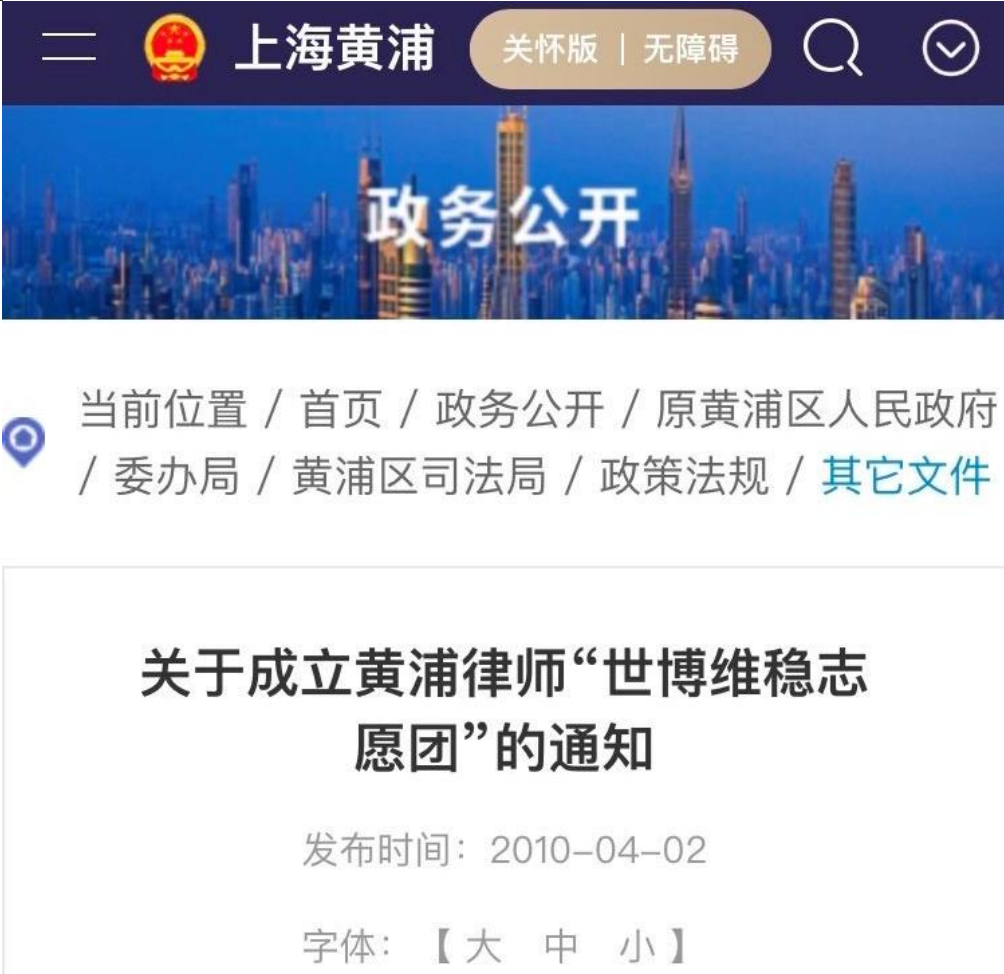 上海黄浦 关怀版 | 无障碍
政务公开
当前位置 / 首页 / 政务公开 / 原黄浦区人民政府
/ 委办局 / 黄浦区司法局 / 政策法规 / 其它文件
关于成立黄浦律师“世博维稳志
愿团”的通知
发布时间：2010-04-02
字体：【 大 中 小 】